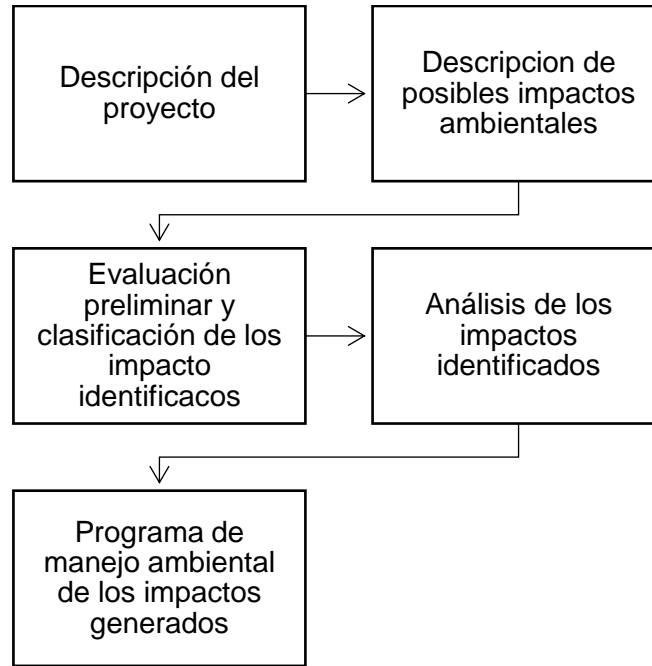 Descripción del
proyecto
Descripcion de
posibles impactos
ambientales
Evaluación
preliminar y
clasificación de los
impacto
identificacos
Análisis de los
impactos
identificados
Programa de
manejo ambiental
de los impactos
generados